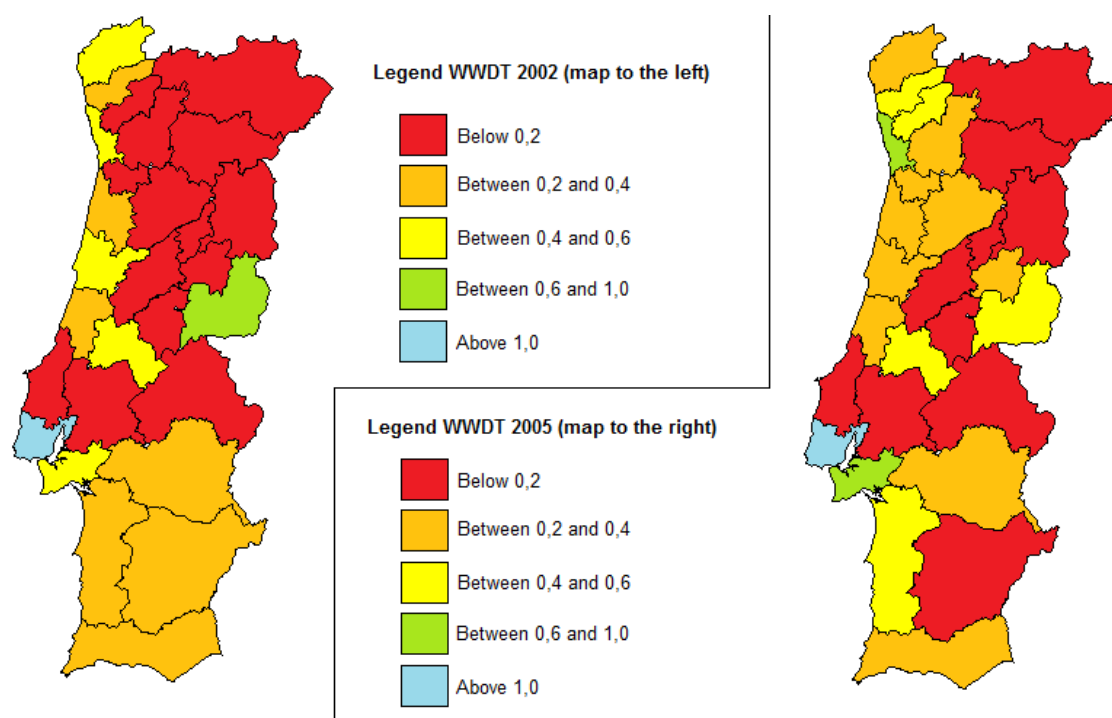 Legend WWDT 2002 (map to the left)
Below 0,2
Between 0,2 and 0,4
Between 0,4 and 0,6
Between 0,6 and 1,0
Above 1,0
Legend WWDT 2005 (map to the right)
Below 0,2
Between 0,2 and 0,4
Between 0,4 and 0,6
Between 0,6 and 1,0
Above 1,0